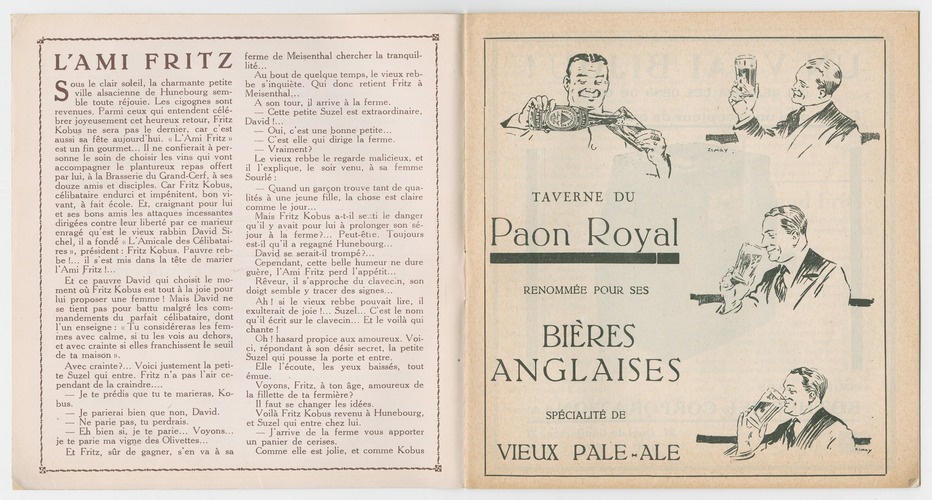 L'AMI FRITZ
Sous le clair soleil, la charmante petite
ville alsacienne de Hunebourg sem-
ble toute réjouie. Les cigognes sont
revenues. Parmi ceux qui entendent célé-
brer joyeusement cet heureux retour, Fritz
Kobus ne sera pas le dernier, car c'est
aussi sa fête aujourd'hui. « L'Ami Fritz »
est un fin gourmet... Il ne confierait à per-
sonne le soin de choisir les vins qui vont
accompagner le plantureux repas offert
par lui, à la Brasserie du Grand-Cerf, à ses
douze amis et disciples. Car Fritz Kobus,
célibataire endurci et impénitent, bon vi-
vant, à fait école. Et, craignant pour lui
et ses bons amis les attaques incessantes
dirigées contre leur liberté par ce marieur
enragé qu'est le vieux rabbin David Si-
chel, il a fondé « L'Amicale des Célibatai-
res », président : Fritz Kobus. Pauvre reb-
be !... il s'est mis dans la tête de marier
l'Ami Fritz !...
Et ce pauvre David qui choisit le mo-
ment où Fritz Kobus est tout à la joie pour
lui proposer une femme ! Mais David ne
se tient pas pour battu malgré les com-
mandements du parfait célibataire, dont
l'un enseigne : « Tu considéreras les fem-
mes avec calme, si tu les vois au dehors,
et avec crainte si elles franchissent le seuil
de ta maison ».
Avec crainte ?... Voici justement la peti-
te Suzel qui entre. Fritz n'a pas l'air ce-
pendant de la craindre....
— Je te prédis que tu te marieras, Ko-
bus.
— Je parierai bien que non, David.
— Ne parie pas, tu perdrais.
— Eh bien si, je te parie... Voyons...
je te parie ma vigne des Olivettes...
Et Fritz, sûr de gagner, s'en va à sa
ferme de Meisenthal chercher la tranquil-
lité...
Au bout de quelque temps, le vieux reb-
be s'inquiète. Qui donc retient Fritz à
Meisenthal...
A son tour, il arrive à la ferme.
— Cette petite Suzel est extraordinaire,
David !...
— Oui, c'est une bonne petite...
— C'est elle qui dirige la ferme.
— Vraiment?
Le vieux rebbe le regarde malicieux, et
il l'explique, le soir venu, à sa femme
Sourlé :
— Quand un garçon trouve tant de qua-
lités à une jeune fille, la chose est claire
comme le jour...
Mais Fritz Kobus a-t-il senti le danger
qu'il y avait pour lui à prolonger son sé-
jour à la ferme?... Peut-être. Toujours
est-il qu'il a regagné Hunebourg...
David se serait-il trompé?...
Cependant, cette belle humeur ne dure
guère, l'Ami Fritz perd l'appétit...
Rêveur, il s'approche du clavecin, son
doigt semble y tracer des signes...
Ah ! si le vieux rebbe pouvait lire, il
exulterait de joie !... Suzel... C'est le nom
qu'il écrit sur le clavecin... Et le voilà qui
chante !
Oh ! hasard propice aux amoureux. Voi-
ci, répondant à son désir secret, la petite
Suzel qui pousse la porte et entre.
Elle l'écoute, les yeux baissés, tout
émue.
Voyons, Fritz, à ton âge, amoureux de
la fillette de ta fermière?
Il faut se changer les idées.
Voilà Fritz Kobus revenu à Hunebourg,
et Suzel qui entre chez lui.
— J'arrive de la ferme vous apporter
un panier de cerises.
Comme elle est jolie, et comme Kobus
TAVERNE DU
Paon Royal
RENOMMÉE POUR SES
BIÈRES
ANGLAISES
SPÉCIALITÉ DE
VIEUX PALE-ALE